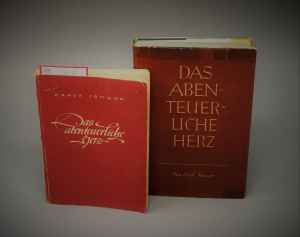 ERNST JÜNGER
Das
abenteuerliche
Herz
DAS
ABEN-
TEUER-
LICHE
HERZ
Von Ernst Jünger